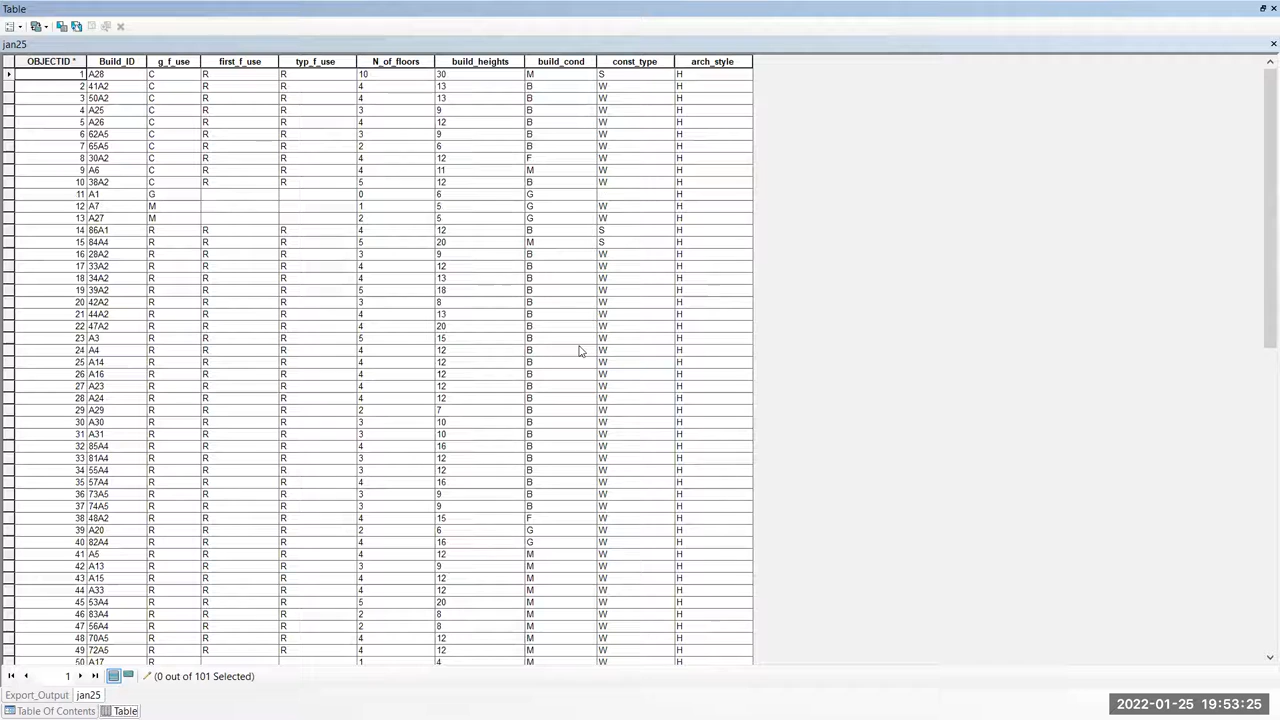 Table
jan25
OBJECTID * Build_ID g_f_use first_f_use typ_f_use N_of_floors build_heights build_cond const_type arch_style
1 A28 C R R 10 30 M S H
2 41A2 C R R 4 13 B W H
3 50A2 C R R 4 13 B W H
4 A25 C R R 3 9 B W H
5 A26 C R R 4 12 B W H
6 62A5 C R R 3 9 B W H
7 65A5 C R R 2 6 B W H
8 30A2 C R R 4 12 F W H
9 A6 C R R 4 11 M W H
10 38A2 C R R 5 12 B W H
11 A1 G 0 6 G H
12 A7 M 1 5 G W H
13 A27 M 2 5 G W H
14 86A1 R R R 4 12 B S H
15 84A4 R R R 5 20 M S H
16 28A2 R R R 3 9 B W H
17 33A2 R R R 4 12 B W H
18 34A2 R R R 4 13 B W H
19 39A2 R R R 5 18 B W H
20 42A2 R R R 3 8 B W H
21 44A2 R R R 4 13 B W H
22 47A2 R R R 4 20 B W H
23 A3 R R R 5 15 B W H
24 A4 R R R 4 12 B W H
25 A14 R R R 4 12 B W H
26 A16 R R R 4 12 B W H
27 A23 R R R 4 12 B W H
28 A24 R R R 4 12 B W H
29 A29 R R R 2 7 B W H
30 A30 R R R 3 10 B W H
31 A31 R R R 3 10 B W H
32 85A4 R R R 4 16 B W H
33 81A4 R R R 3 12 B W H
34 55A4 R R R 3 12 B W H
35 57A4 R R R 4 16 B W H
36 73A5 R R R 3 9 B W H
37 74A5 R R R 3 9 B W H
38 48A2 R R R 4 15 F W H
39 A20 R R R 2 6 G W H
40 82A4 R R R 4 16 G W H
41 A5 R R R 4 12 M W H
42 A13 R R R 3 9 M W H
43 A15 R R R 4 12 M W H
44 A33 R R R 4 12 M W H
45 53A4 R R R 5 20 M W H
46 83A4 R R R 2 8 M W H
47 56A4 R R R 2 8 M W H
48 70A5 R R R 4 12 M W H
49 72A5 R R R 4 12 M W H
50 A17 R 1 4 M W H
1 (0 out of 101 Selected)
Export_Output jan25
Table Of Contents Table
2022-01-25 19:53:25